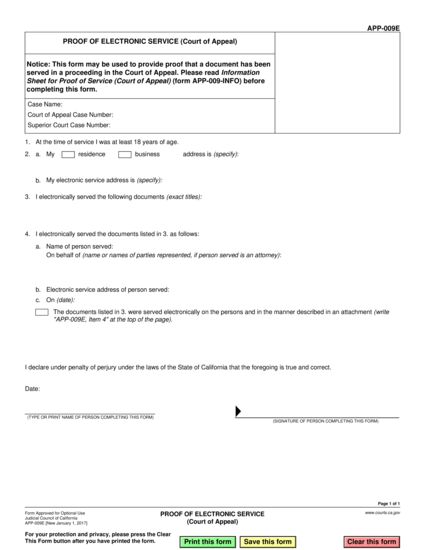 APP-009E
PROOF OF ELECTRONIC SERVICE (Court of Appeal)
Notice: This form may be used to provide proof that a document has been
served in a proceeding in the Court of Appeal. Please read Information
Sheet for Proof of Service (Court of Appeal) (form APP-009-INFO) before
completing this form.
Case Name:
Court of Appeal Case Number:
Superior Court Case Number:
1. At the time of service I was at least 18 years of age.
2. a. My residence business address is (specify):
b. My electronic service address is (specify):
3. I electronically served the following documents (exact titles):
4. I electronically served the documents listed in 3. as follows:
a. Name of person served:
On behalf of (name or names of parties represented, if person served is an attorney):
b. Electronic service address of person served:
c. On (date):
The documents listed in 3. were served electronically on the persons and in the manner described in an attachment (write
"APP-009E, Item 4" at the top of the page).
I declare under penalty of perjury under the laws of the State of California that the foregoing is true and correct.
Date:
(TYPE OR PRINT NAME OF PERSON COMPLETING THIS FORM)
(SIGNATURE OF PERSON COMPLETING THIS FORM)
Page 1 of 1
Form Approved for Optional Use
Judicial Council of California
APP-009E [New January 1, 2017]
PROOF OF ELECTRONIC SERVICE
(Court of Appeal)
www.courts.ca.gov
For your protection and privacy, please press the Clear
This Form button after you have printed the form.
Print this form
Save this form
Clear this form